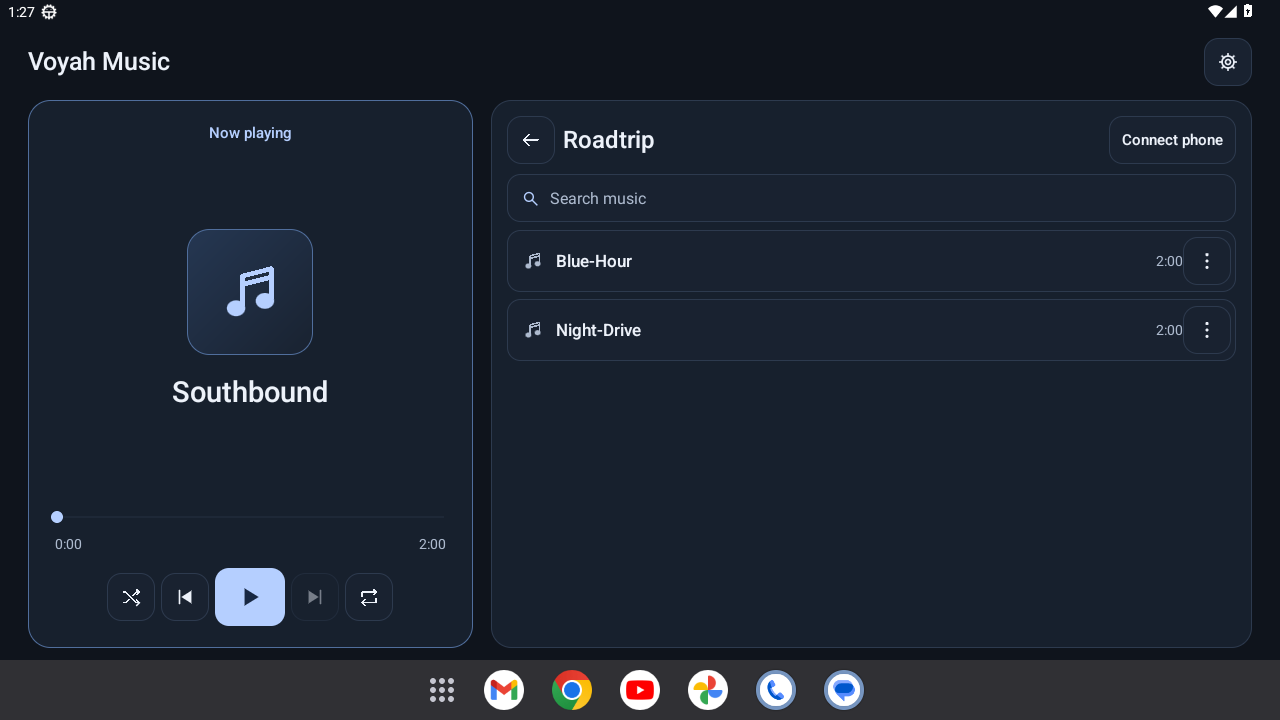 1:27
Voyah Music
Now playing
Southbound
0:00
2:00
Roadtrip
Connect phone
Search music
Blue-Hour
2:00
Night-Drive
2:00